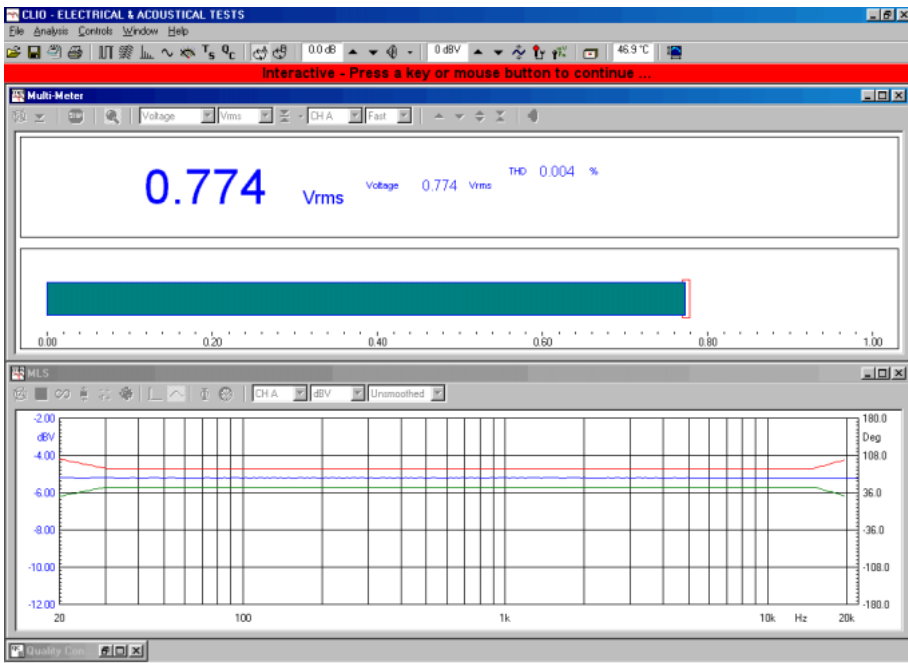 CLIO - ELECTRICAL & ACOUSTICAL TESTS
File Analysis Controls Window Help
Ts Qc 0.0 dB 0 dBV 46.9 °C
Interactive - Press a key or mouse button to continue ...
Multi-Meter
Voltage Vrms CH A Fast
0.774 Vrms Voltage 0.774 Vrms THD 0.004 %
0.00 0.20 0.40 0.60 0.80 1.00
MLS
CH A dBV Unsmoothed
-2.00 180.0
dBV Deg
-4.00 108.0
-6.00 36.0
-8.00 -36.0
-10.00 -108.0
-12.00 -180.0
20 100 1k 10k Hz 20k
Quality Con...